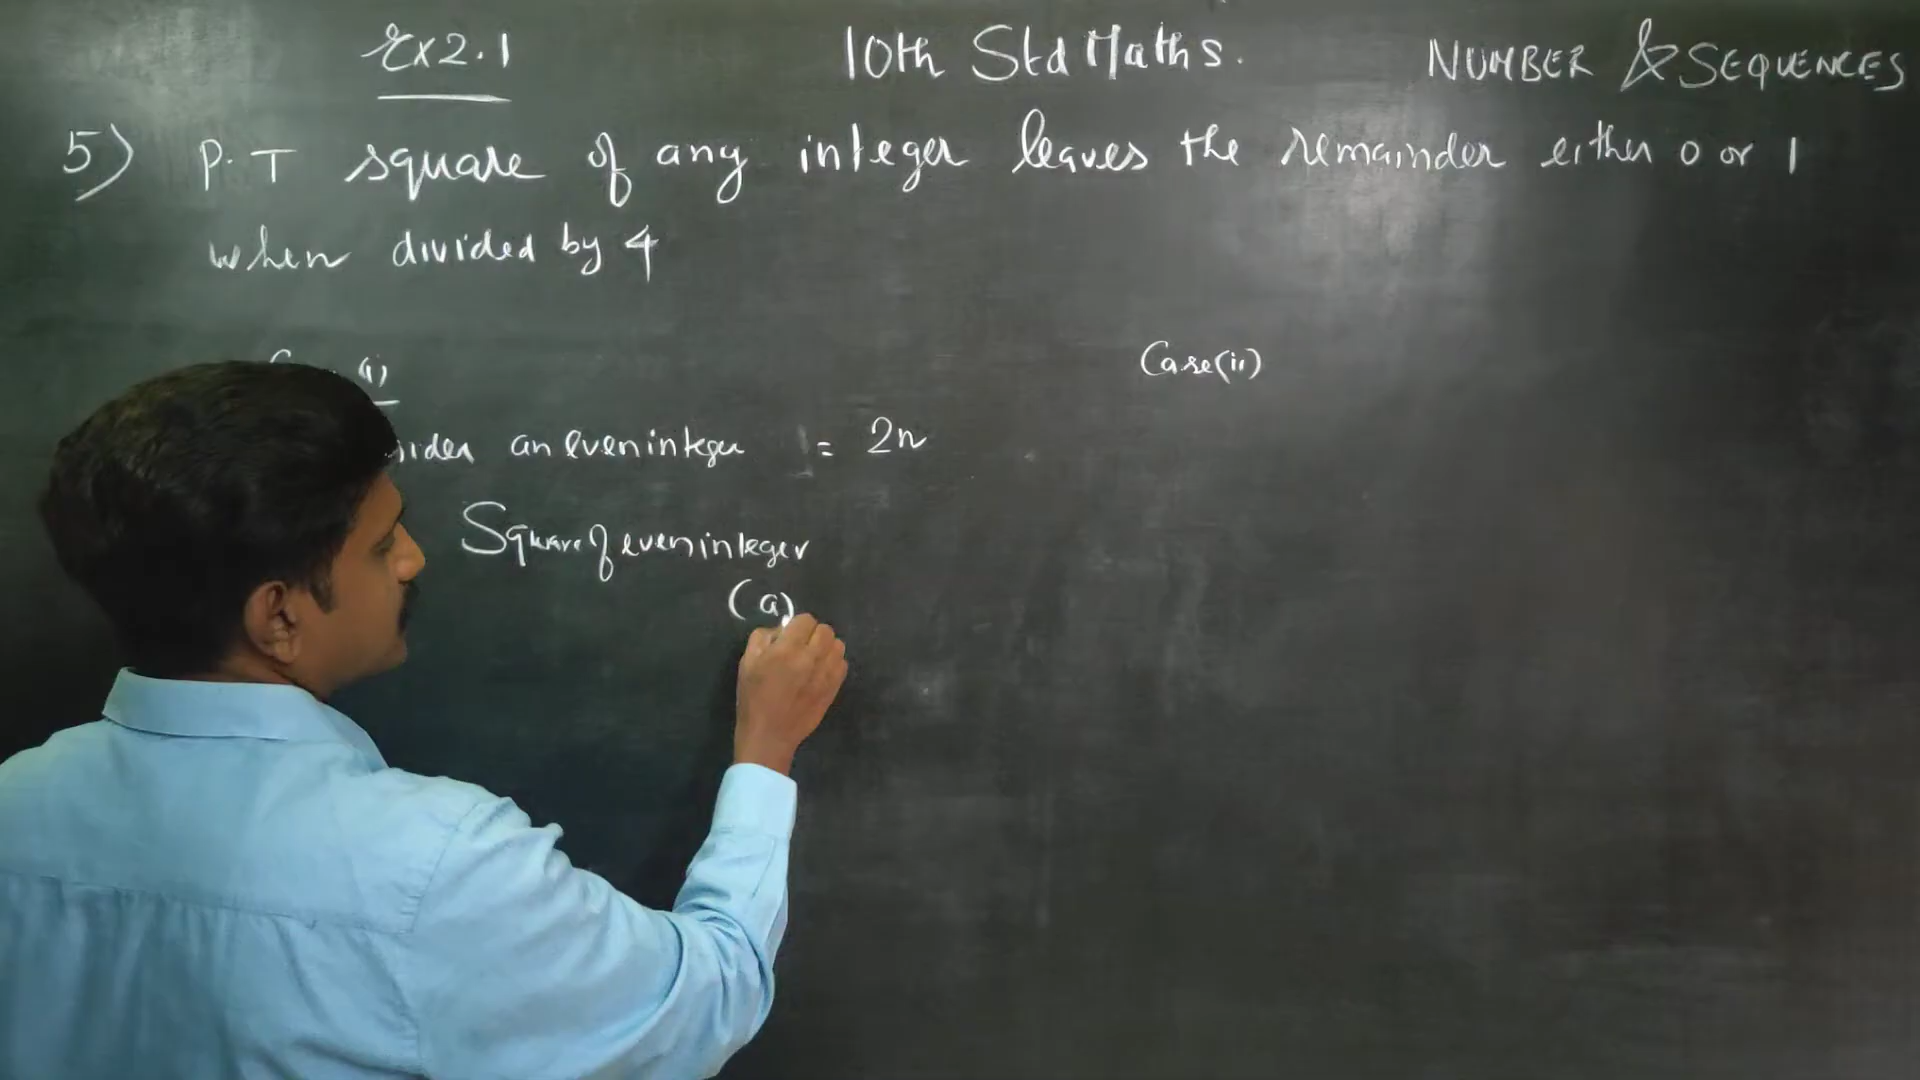 Ex 2.1
10th Std Maths.
NUMBER & SEQUENCES
5) P.T square of any integer leaves the remainder either 0 or 1
when divided by 4
Case(ii)
an even integer = 2n
Square of even integer
(a)